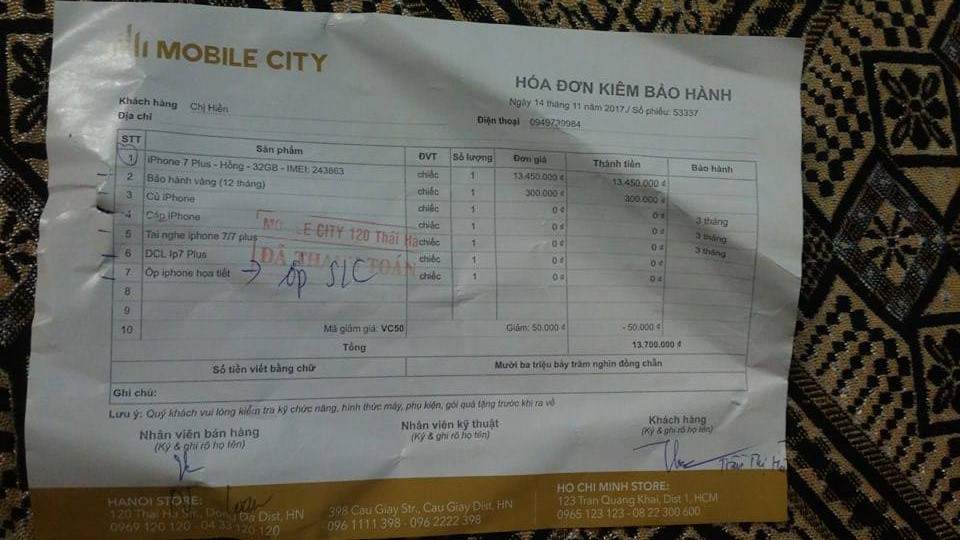 MOBILE CITY
HÓA ĐƠN KIÊM BẢO HÀNH
Ngày 14 tháng 11 năm 2017./ Số phiếu: 53337
Khách hàng Chị Hiền
Địa chỉ
Điện thoại 0949739984
STT Sản phẩm ĐVT Số lượng Đơn giá Thành tiền Bảo hành
1 iPhone 7 Plus - Hồng - 32GB - IMEI: 243863 chiếc 1 13.450.000 đ 13.450.000 đ
2 Bảo hành vàng (12 tháng) chiếc 1 300.000 đ 300.000 đ
3 Củ iPhone chiếc 1 0 đ 0 đ 3 tháng
4 Cáp iPhone chiếc 1 0 đ 0 đ 3 tháng
5 Tai nghe iphone 7/7 plus chiếc 1 0 đ 0 đ 3 tháng
6 DCL Ip7 Plus chiếc 1 0 đ 0 đ
7 Ốp iphone họa tiết chiếc 1 0 đ 0 đ
CITY 120 Thái Hà
ĐÃ THANH TOÁN
→ ốp SLC
8
9
10 Mã giảm giá: VC50 Giảm: 50.000 đ - 50.000 đ
Tổng 13,700,000 đ
Số tiền viết bằng chữ Mười ba triệu bảy trăm nghìn đồng chẵn
Ghi chú:
Lưu ý: Quý khách vui lòng kiểm tra kỹ chức năng, hình thức máy, phụ kiện, gói quà tặng trước khi ra về
Nhân viên bán hàng Nhân viên kỹ thuật Khách hàng
(Ký & ghi rõ họ tên) (Ký & ghi rõ họ tên) (Ký & ghi rõ họ tên)
Trần Thị
HANOI STORE:
120 Thai Ha Str., Dong Da Dist, HN
0969 120 120 - 04 33 120 120
398 Cau Giay Str., Cau Giay Dist, HN
096 1111 398 - 096 2222 398
HO CHI MINH STORE:
123 Tran Quang Khai, Dist 1, HCM
0965 123 123 - 08 22 300 600